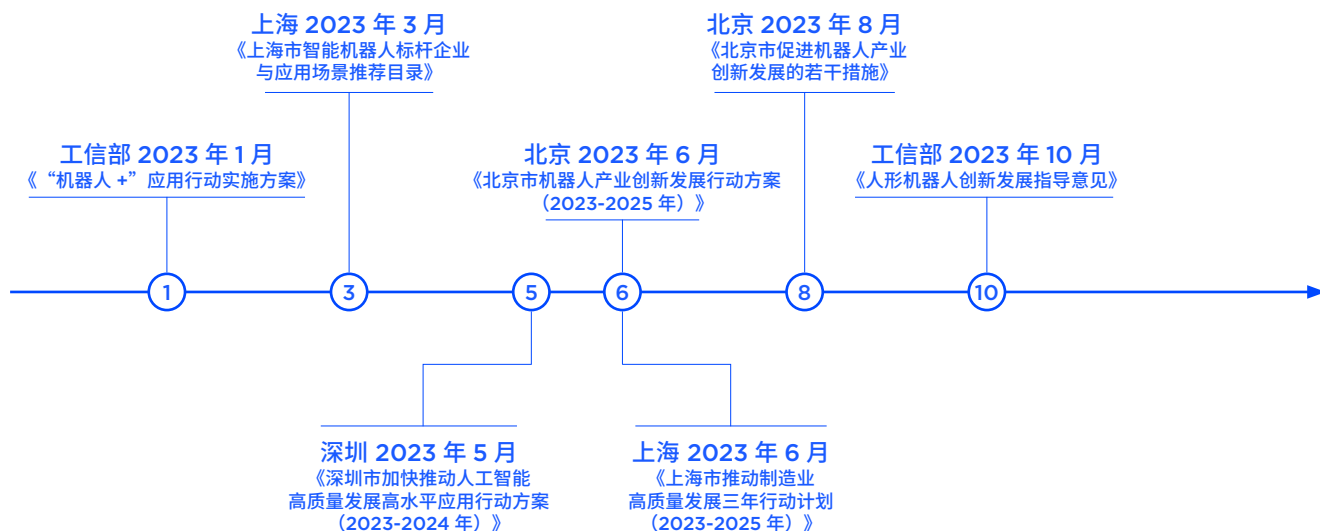 上海 2023 年 3 月
《上海市智能机器人标杆企业
与应用场景推荐目录》
北京 2023 年 8 月
《北京市促进机器人产业
创新发展的若干措施》
工信部 2023 年 1 月
《“机器人 +”应用行动实施方案》
北京 2023 年 6 月
《北京市机器人产业创新发展行动方案
（2023-2025 年）》
工信部 2023 年 10 月
《人形机器人创新发展指导意见》
1
3
5
6
8
10
深圳 2023 年 5 月
《深圳市加快推动人工智能
高质量发展高水平应用行动方案
（2023-2024 年）》
上海 2023 年 6 月
《上海市推动制造业
高质量发展三年行动计划
（2023-2025 年）》